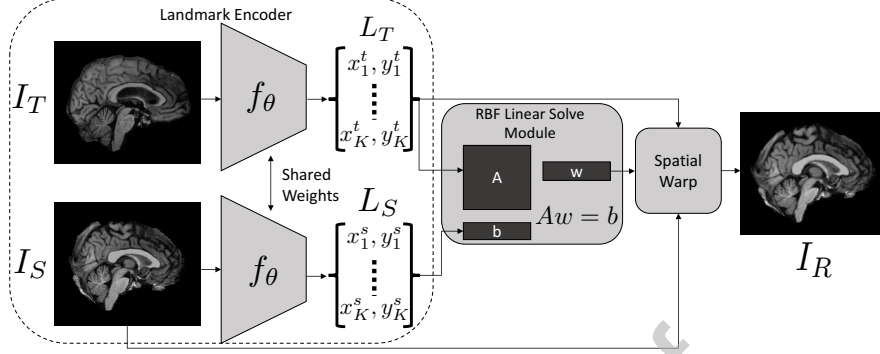 Landmark Encoder
L_T
I_T
f_θ
x_1^t, y_1^t
x_K^t, y_K^t
RBF Linear Solve
Module
A
w
Aw = b
b
Spatial
Warp
I_R
Shared
Weights
L_S
I_S
f_θ
x_1^s, y_1^s
x_K^s, y_K^s